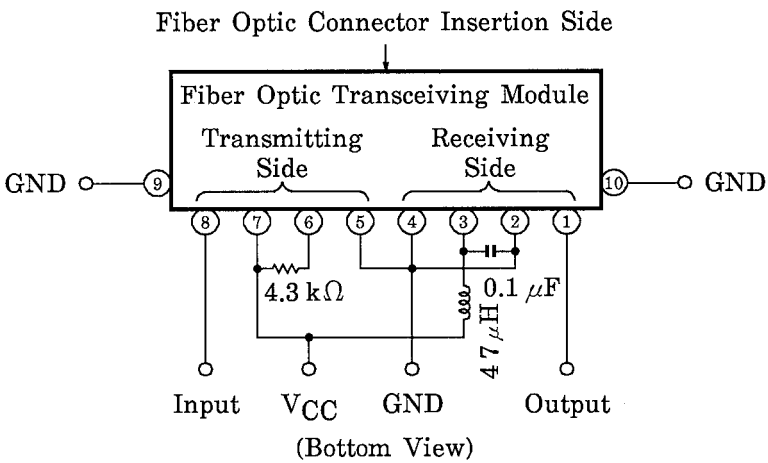 Fiber Optic Connector Insertion Side
Fiber Optic Transceiving Module
Transmitting Side
Receiving Side
GND 9
10 GND
8 7 6 5 4 3 2 1
4.3 kΩ
0.1 μF
47 μH
Input VCC GND Output
(Bottom View)